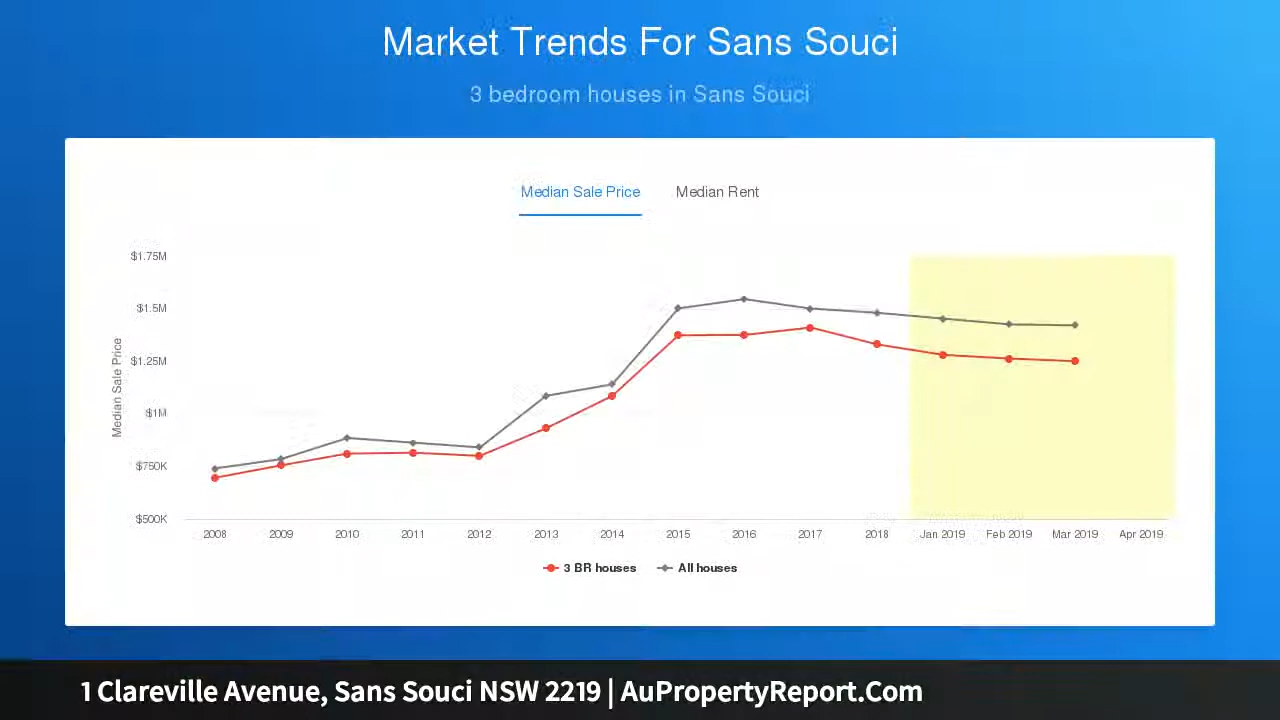 Market Trends For Sans Souci
3 bedroom houses in Sans Souci
Median Sale Price Median Rent
Median Sale Price
$1.75M
$1.5M
$1.25M
$1M
$750K
$500K
2008 2009 2010 2011 2012 2013 2014 2015 2016 2017 2018 Jan 2019 Feb 2019 Mar 2019 Apr 2019
3 BR houses All houses
1 Clareville Avenue, Sans Souci NSW 2219 | AuPropertyReport.Com